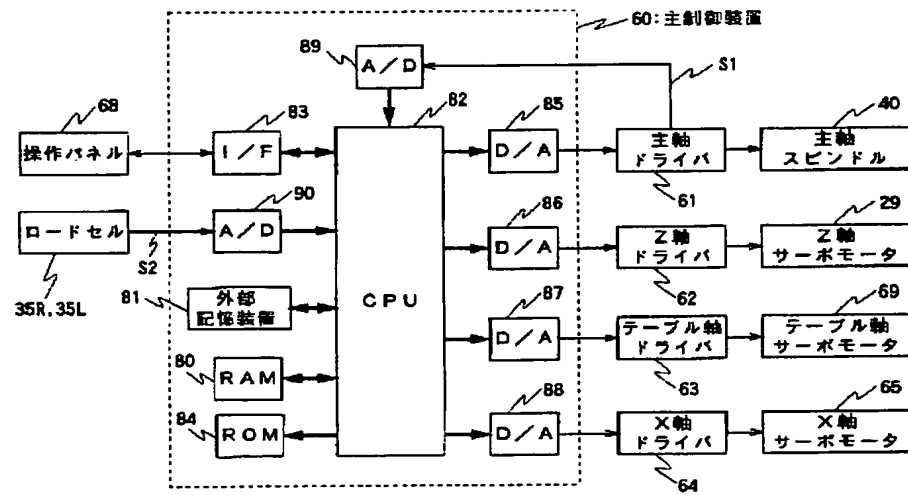 60:主制御装置
89
A/D
S1
68
83
82
85
40
操作パネル
I/F
D/A
主軸
ドライバ
主軸
スピンドル
61
90
86
29
ロードセル
A/D
D/A
Z軸
ドライバ
Z軸
サーボモータ
S2
62
35R,35L
CPU
81
外部
記憶装置
87
69
D/A
テーブル軸
ドライバ
テーブル軸
サーボモータ
63
80
RAM
88
65
84
ROM
D/A
X軸
ドライバ
X軸
サーボモータ
64